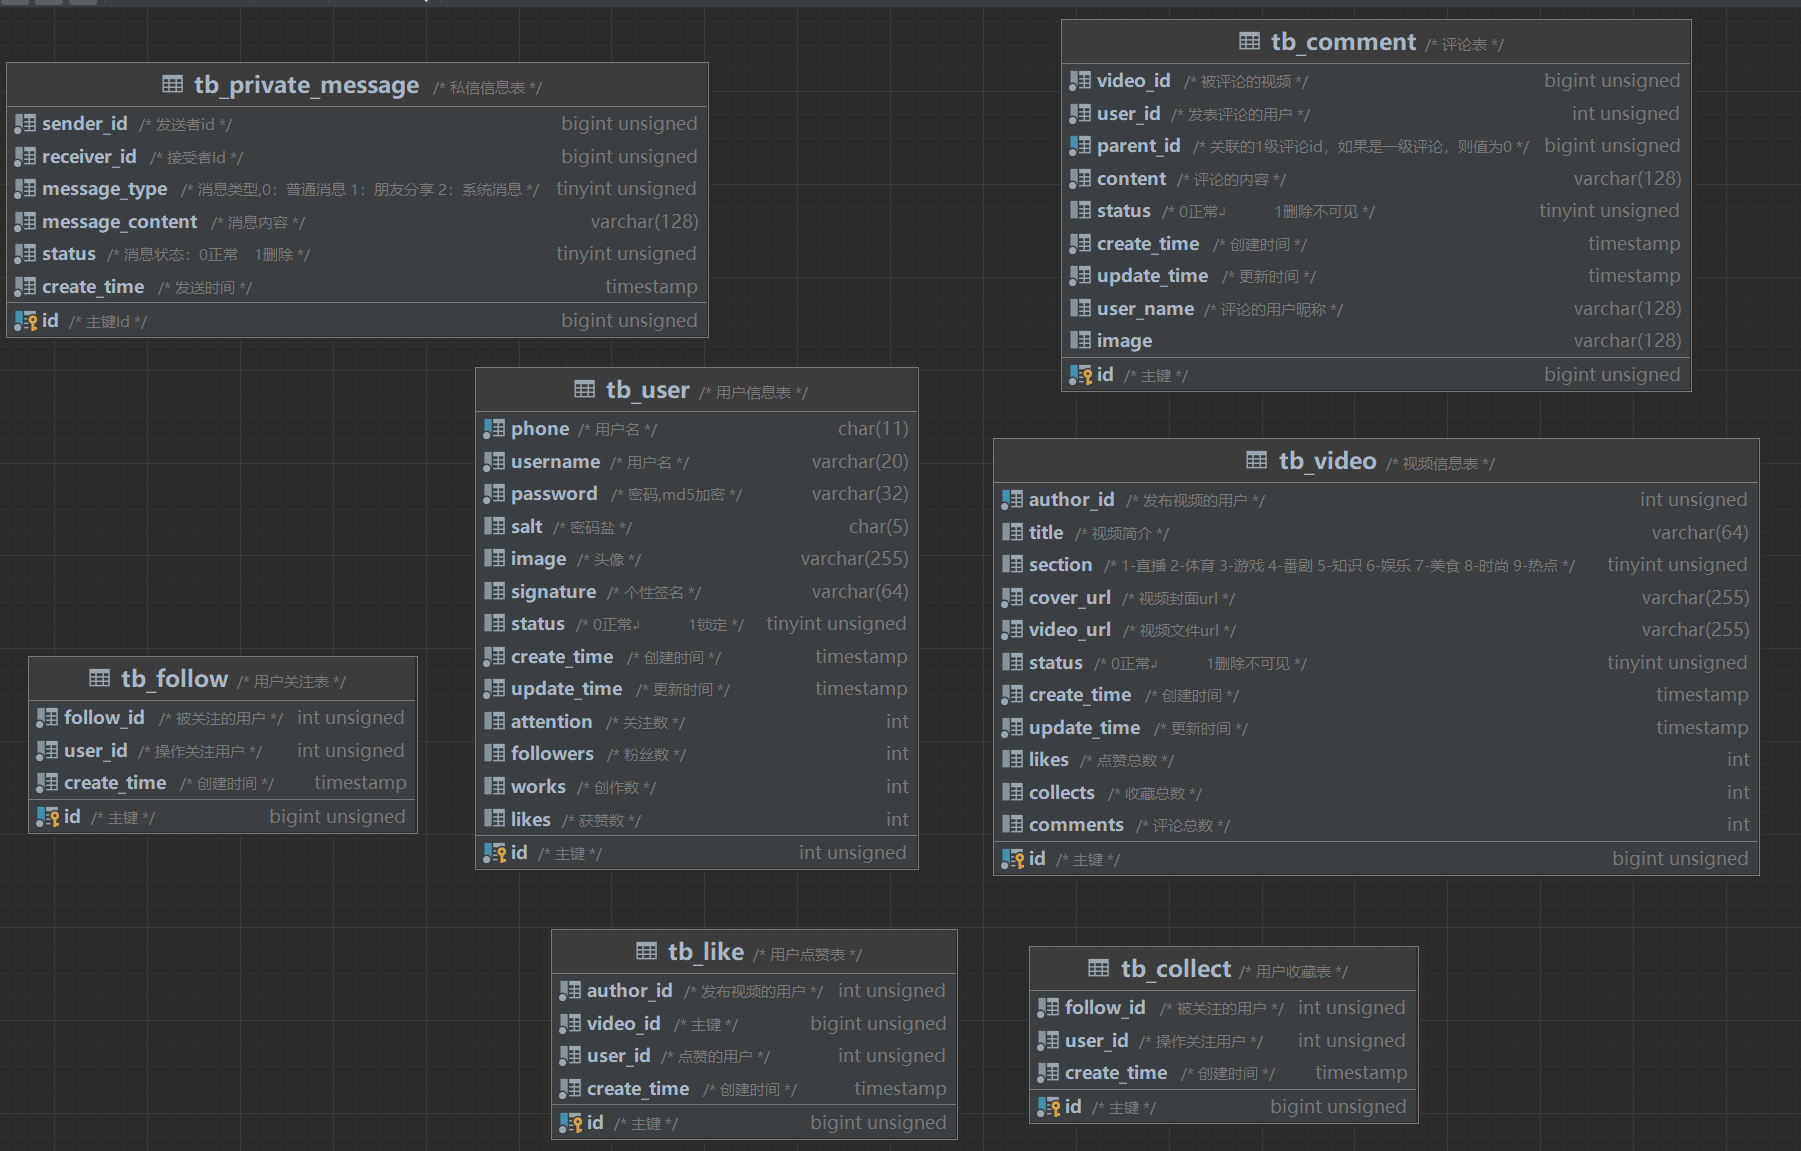 tb_private_message /* 私信信息表 */
sender_id /* 发送者id */ bigint unsigned
receiver_id /* 接受者Id */ bigint unsigned
message_type /* 消息类型,0：普通消息 1：朋友分享 2：系统消息 */ tinyint unsigned
message_content /* 消息内容 */ varchar(128)
status /* 消息状态：0正常 1删除 */ tinyint unsigned
create_time /* 发送时间 */ timestamp
id /* 主键Id */ bigint unsigned
tb_comment /* 评论表 */
video_id /* 被评论的视频 */ bigint unsigned
user_id /* 发表评论的用户 */ int unsigned
parent_id /* 关联的1级评论id，如果是一级评论，则值为0 */ bigint unsigned
content /* 评论的内容 */ varchar(128)
status /* 0正常↲ 1删除不可见 */ tinyint unsigned
create_time /* 创建时间 */ timestamp
update_time /* 更新时间 */ timestamp
user_name /* 评论的用户昵称 */ varchar(128)
image varchar(128)
id /* 主键 */ bigint unsigned
tb_user /* 用户信息表 */
phone /* 用户名 */ char(11)
username /* 用户名 */ varchar(20)
password /* 密码,md5加密 */ varchar(32)
salt /* 密码盐 */ char(5)
image /* 头像 */ varchar(255)
signature /* 个性签名 */ varchar(64)
status /* 0正常↲ 1锁定 */ tinyint unsigned
create_time /* 创建时间 */ timestamp
update_time /* 更新时间 */ timestamp
attention /* 关注数 */ int
followers /* 粉丝数 */ int
works /* 创作数 */ int
likes /* 获赞数 */ int
id /* 主键 */ int unsigned
tb_video /* 视频信息表 */
author_id /* 发布视频的用户 */ int unsigned
title /* 视频简介 */ varchar(64)
section /* 1-直播 2-体育 3-游戏 4-番剧 5-知识 6-娱乐 7-美食 8-时尚 9-热点 */ tinyint unsigned
cover_url /* 视频封面url */ varchar(255)
video_url /* 视频文件url */ varchar(255)
status /* 0正常↲ 1删除不可见 */ tinyint unsigned
create_time /* 创建时间 */ timestamp
update_time /* 更新时间 */ timestamp
likes /* 点赞总数 */ int
collects /* 收藏总数 */ int
comments /* 评论总数 */ int
id /* 主键 */ bigint unsigned
tb_follow /* 用户关注表 */
follow_id /* 被关注的用户 */ int unsigned
user_id /* 操作关注用户 */ int unsigned
create_time /* 创建时间 */ timestamp
id /* 主键 */ bigint unsigned
tb_like /* 用户点赞表 */
author_id /* 发布视频的用户 */ int unsigned
video_id /* 主键 */ bigint unsigned
user_id /* 点赞的用户 */ int unsigned
create_time /* 创建时间 */ timestamp
id /* 主键 */ bigint unsigned
tb_collect /* 用户收藏表 */
follow_id /* 被关注的用户 */ int unsigned
user_id /* 操作关注用户 */ int unsigned
create_time /* 创建时间 */ timestamp
id /* 主键 */ bigint unsigned